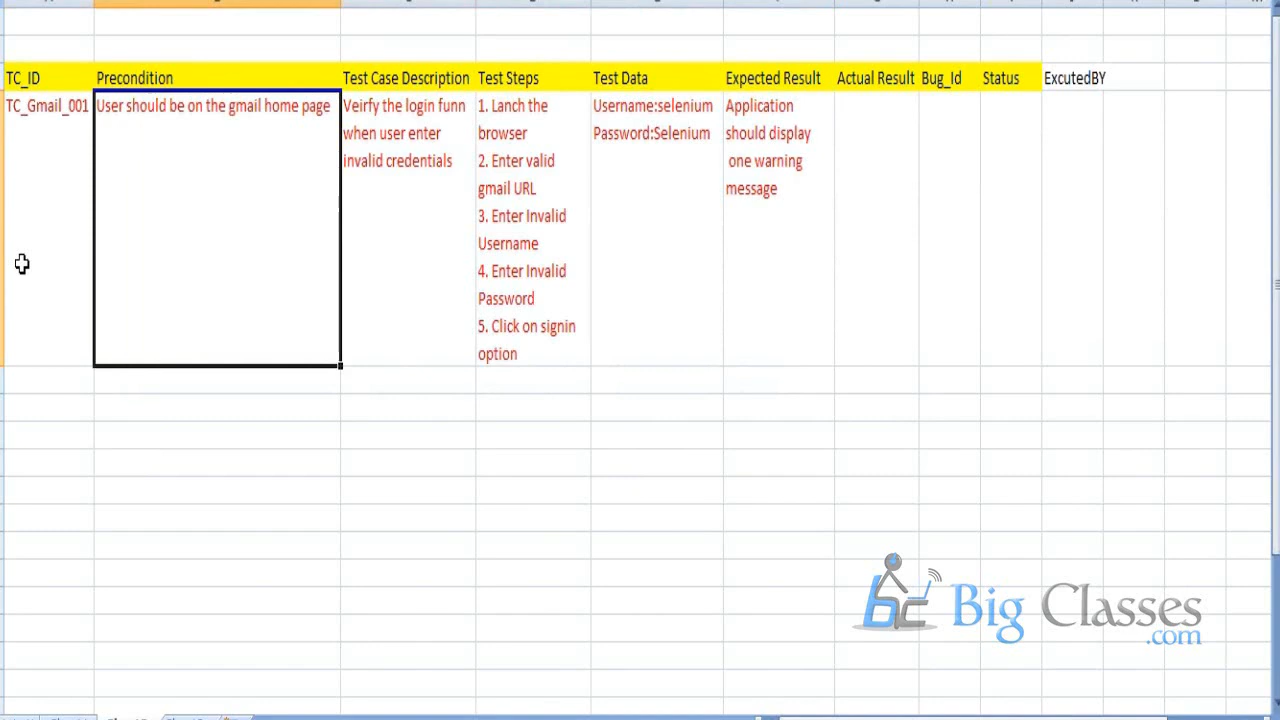 TC_ID Precondition Test Case Description Test Steps Test Data Expected Result Actual Result Bug_Id Status ExcutedBY
TC_Gmail_001
User should be on the gmail home page
Veirfy the login funn
when user enter
invalid credentials
1. Lanch the
browser
2. Enter valid
gmail URL
3. Enter Invalid
Username
4. Enter Invalid
Password
5. Click on signin
option
Username:selenium
Password:Selenium
Application
should display
one warning
message
bc Big Classes
.com